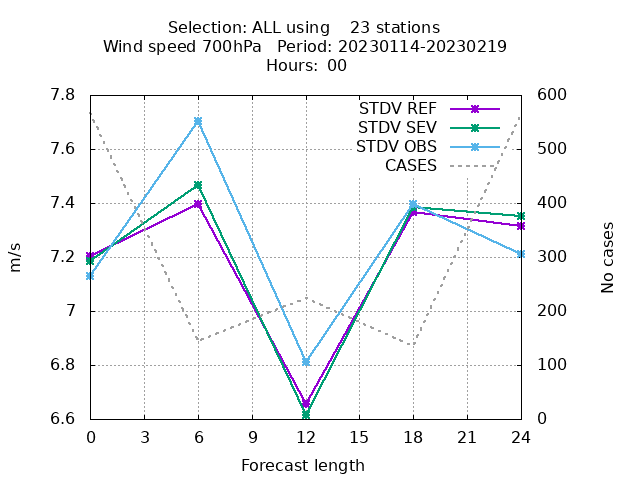 Selection: ALL using    23 stations
Wind speed 700hPa   Period: 20230114-20230219
Hours: 00
STDV REF
STDV SEV
STDV OBS
CASES
7.8
7.6
7.4
7.2
7
6.8
6.6
m/s
600
500
400
300
200
100
0
No cases
0 3 6 9 12 15 18 21 24
Forecast length